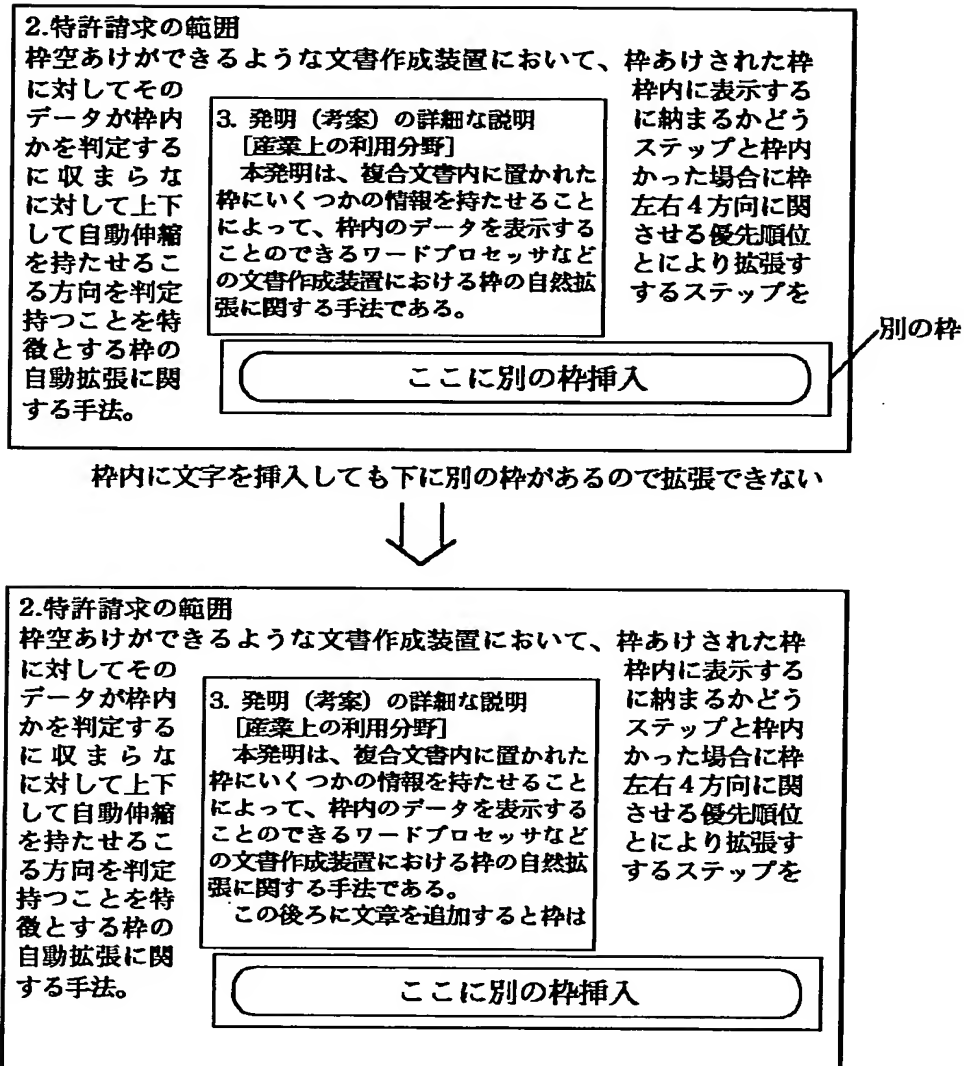 2.特許請求の範囲
枠空あけができるような文書作成装置において、枠あけされた枠
に対してその
データが枠内
かを判定する
に収まらな
に対して上下
して自動伸縮
を持たせるこ
る方向を判定
持つことを特
徴とする枠の
自動拡張に関
する手法。
3. 発明（考案）の詳細な説明
［産業上の利用分野］
本発明は、複合文書内に置かれた
枠にいくつかの情報を持たせること
によって、枠内のデータを表示する
ことのできるワードプロセッサなど
の文書作成装置における枠の自然拡
張に関する手法である。
枠内に表示する
に納まるかどう
ステップと枠内
かった場合に枠
左右4方向に関
させる優先順位
とにより拡張す
するステップを
別の枠
ここに別の枠挿入
枠内に文字を挿入しても下に別の枠があるので拡張できない
2.特許請求の範囲
枠空あけができるような文書作成装置において、枠あけされた枠
に対してその
データが枠内
かを判定する
に収まらな
に対して上下
して自動伸縮
を持たせるこ
る方向を判定
持つことを特
徴とする枠の
自動拡張に関
する手法。
3. 発明（考案）の詳細な説明
［産業上の利用分野］
本発明は、複合文書内に置かれた
枠にいくつかの情報を持たせること
によって、枠内のデータを表示する
ことのできるワードプロセッサなど
の文書作成装置における枠の自然拡
張に関する手法である。
この後ろに文章を追加すると枠は
枠内に表示する
に納まるかどう
ステップと枠内
かった場合に枠
左右4方向に関
させる優先順位
とにより拡張す
するステップを
ここに別の枠挿入